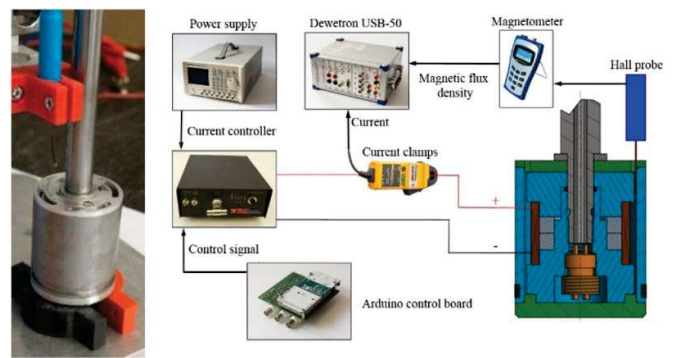 Power supply
Dewetron USB-50
Magnetometer
Hall probe
Magnetic flux
density
Current controller
Current
Current clamps
+
-
Control signal
Arduino control board